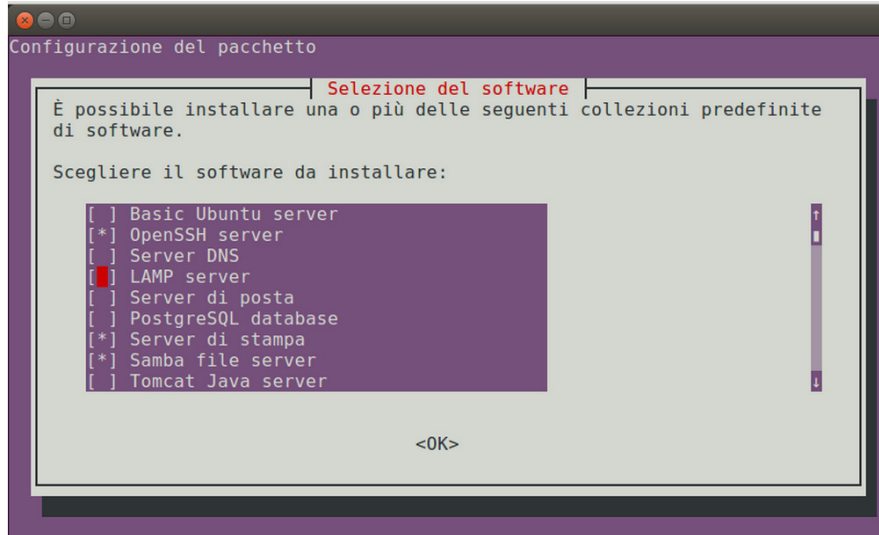 Configurazione del pacchetto
Selezione del software
È possibile installare una o più delle seguenti collezioni predefinite
di software.
Scegliere il software da installare:
[ ] Basic Ubuntu server
[*] OpenSSH server
[ ] Server DNS
[ ] LAMP server
[ ] Server di posta
[ ] PostgreSQL database
[*] Server di stampa
[*] Samba file server
[ ] Tomcat Java server
<OK>